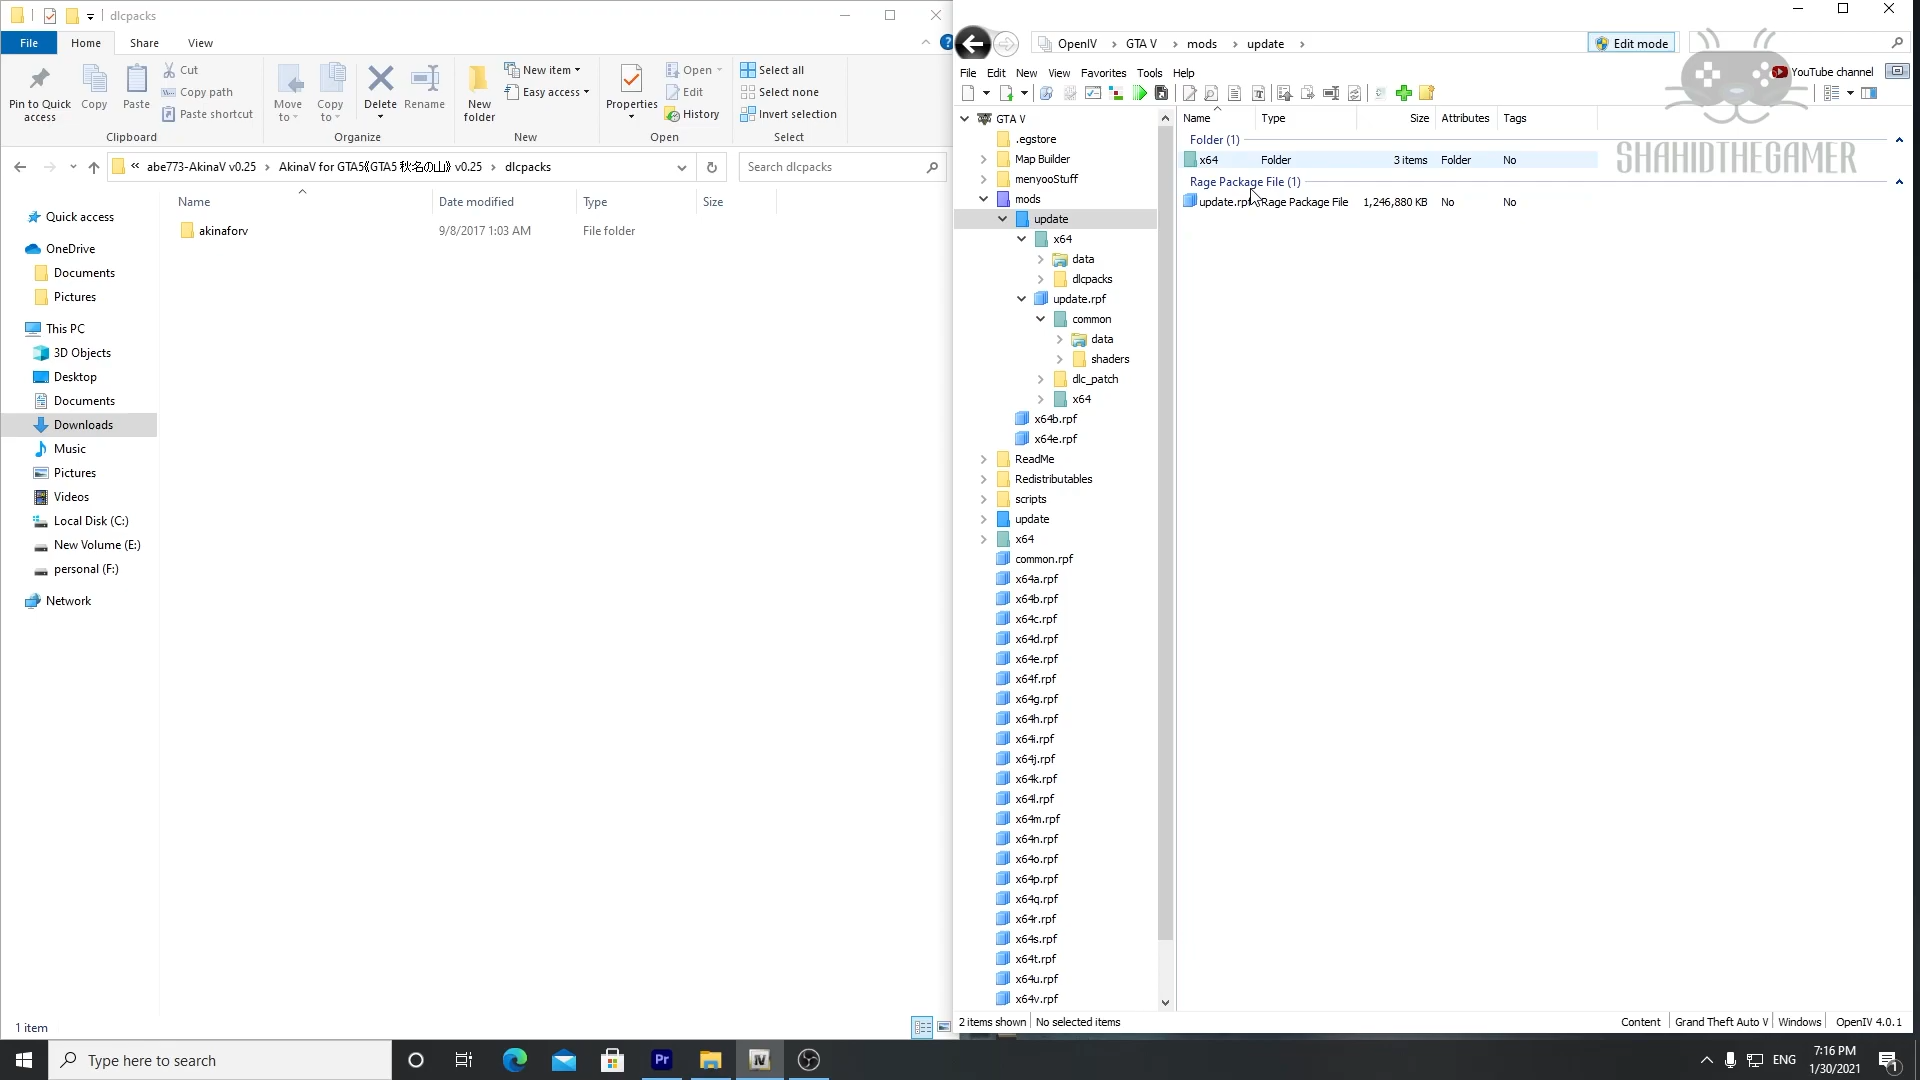 dlcpacks
File
Home
Share
View
Pin to Quick access
Copy
Paste
Cut
Copy path
Paste shortcut
Clipboard
Move to
Copy to
Delete
Rename
Organize
New folder
New item
Easy access
New
Properties
Open
Edit
History
Open
Select all
Select none
Invert selection
Select
« abe773-AkinaV v0.25 › AkinaV for GTA5《GTA5 秋名の山》 v0.25 › dlcpacks
Search dlcpacks
Name
Date modified
Type
Size
akinaforv
9/8/2017 1:03 AM
File folder
Quick access
OneDrive
Documents
Pictures
This PC
3D Objects
Desktop
Documents
Downloads
Music
Pictures
Videos
Local Disk (C:)
New Volume (E:)
personal (F:)
Network
1 item
OpenIV › GTA V › mods › update ›
Edit mode
File
Edit
New
View
Favorites
Tools
Help
YouTube channel
SHAHIDTHEGAMER
GTA V
.egstore
Map Builder
menyooStuff
mods
update
x64
data
dlcpacks
update.rpf
common
data
shaders
dlc_patch
x64
x64b.rpf
x64e.rpf
ReadMe
Redistributables
scripts
update
x64
common.rpf
x64a.rpf
x64b.rpf
x64c.rpf
x64d.rpf
x64e.rpf
x64f.rpf
x64g.rpf
x64h.rpf
x64i.rpf
x64j.rpf
x64k.rpf
x64l.rpf
x64m.rpf
x64n.rpf
x64o.rpf
x64p.rpf
x64q.rpf
x64r.rpf
x64s.rpf
x64t.rpf
x64u.rpf
x64v.rpf
Name
Type
Size
Attributes
Tags
Folder (1)
x64
Folder
3 items
Folder
No
Rage Package File (1)
update.rpf
Rage Package File
1,246,880 KB
No
No
2 items shown
No selected items
Content
Grand Theft Auto V
Windows
OpenIV 4.0.1
Type here to search
Pr
IV
ENG
7:16 PM
1/30/2021
1